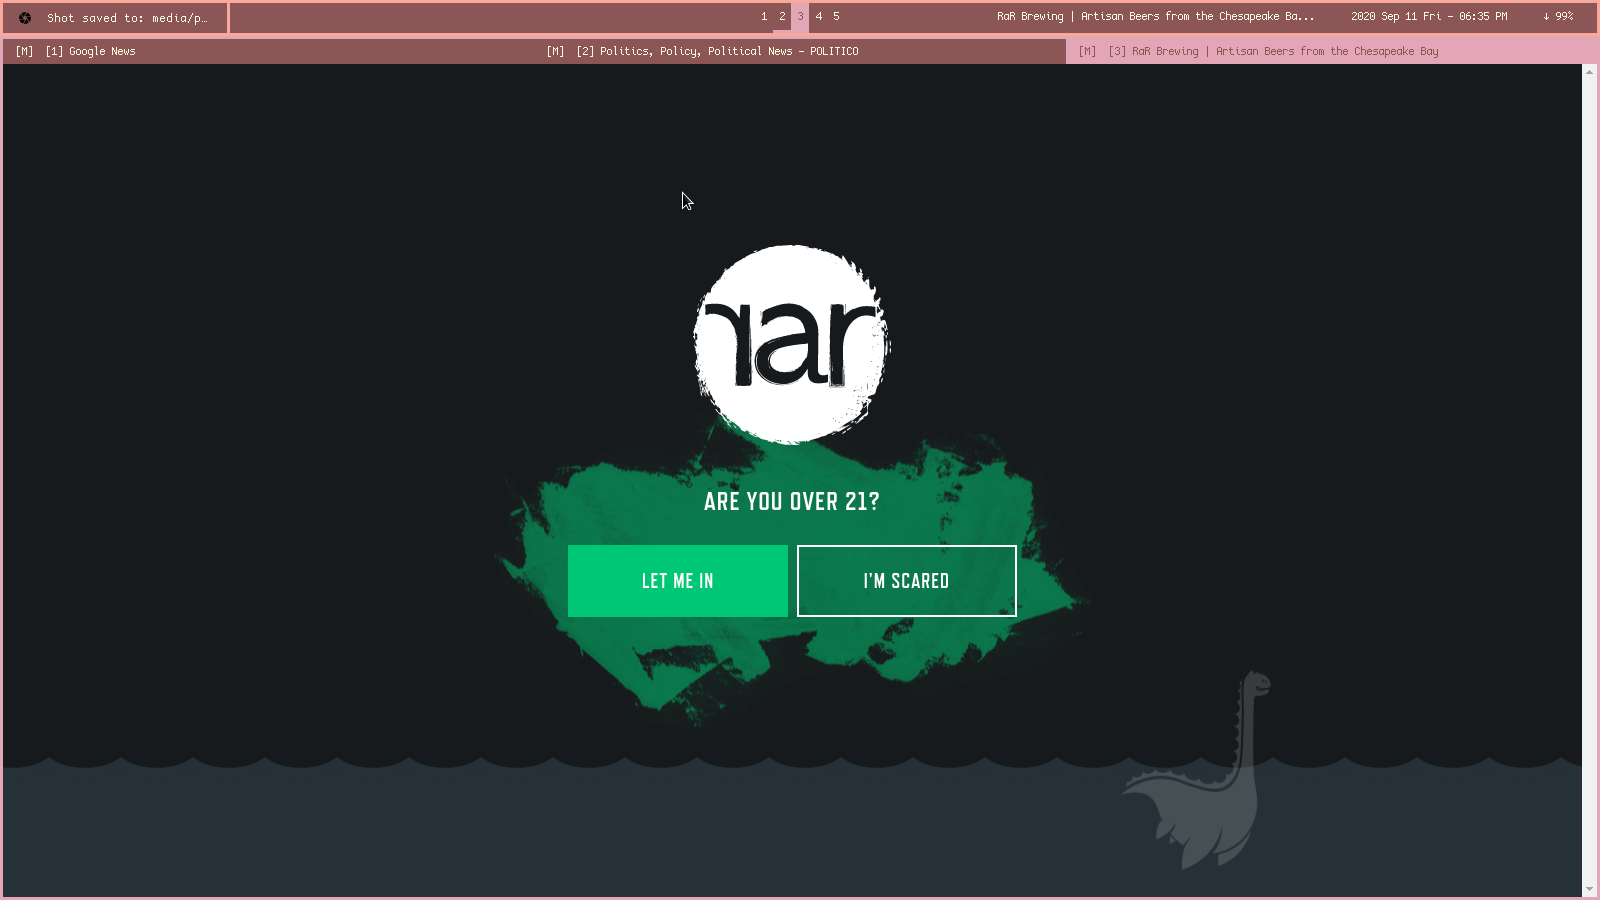 Shot saved to: media/p…
1 2 3 4 5
RaR Brewing | Artisan Beers from the Chesapeake Ba...
2020 Sep 11 Fri – 06:35 PM
↓ 99%
[M] [1] Google News
[M] [2] Politics, Policy, Political News – POLITICO
[M] [3] RaR Brewing | Artisan Beers from the Chesapeake Bay
rar
ARE YOU OVER 21?
LET ME IN
I'M SCARED